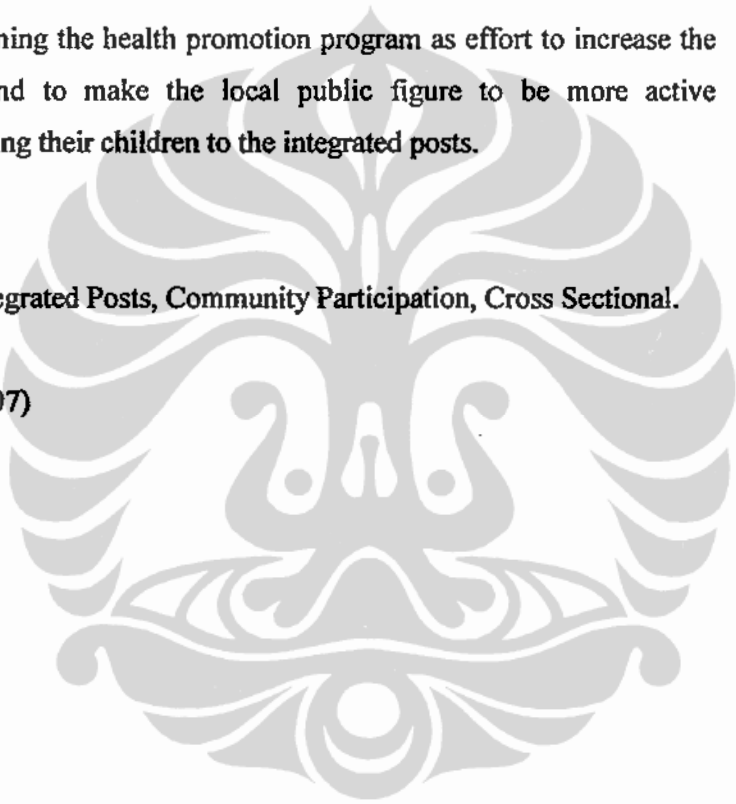 ning the health promotion program as effort to increase the
nd to make the local public figure to be more active
ng their children to the integrated posts.
egrated Posts, Community Participation, Cross Sectional.
07)